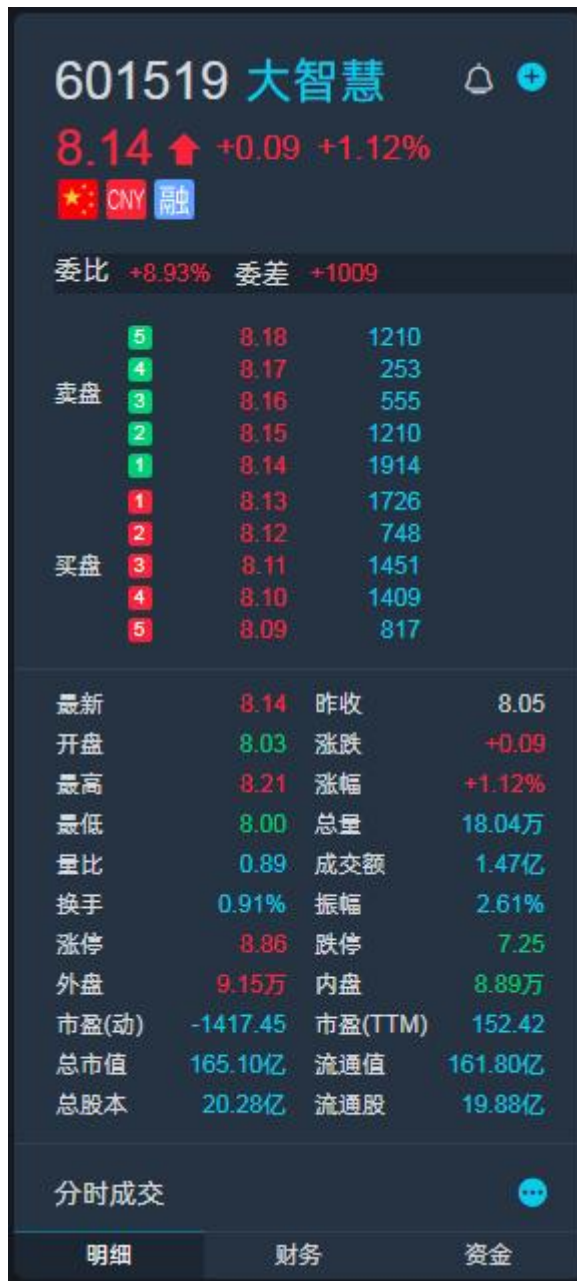 601519 大智慧
8.14 +0.09 +1.12%
CNY 融
委比 +8.93% 委差 +1009
5 8.18 1210
4 8.17 253
卖盘 3 8.16 555
2 8.15 1210
1 8.14 1914
1 8.13 1726
2 8.12 748
买盘 3 8.11 1451
4 8.10 1409
5 8.09 817
最新 8.14 昨收 8.05
开盘 8.03 涨跌 +0.09
最高 8.21 涨幅 +1.12%
最低 8.00 总量 18.04万
量比 0.89 成交额 1.47亿
换手 0.91% 振幅 2.61%
涨停 8.86 跌停 7.25
外盘 9.15万 内盘 8.89万
市盈(动) -1417.45 市盈(TTM) 152.42
总市值 165.10亿 流通值 161.80亿
总股本 20.28亿 流通股 19.88亿
分时成交
明细 财务 资金